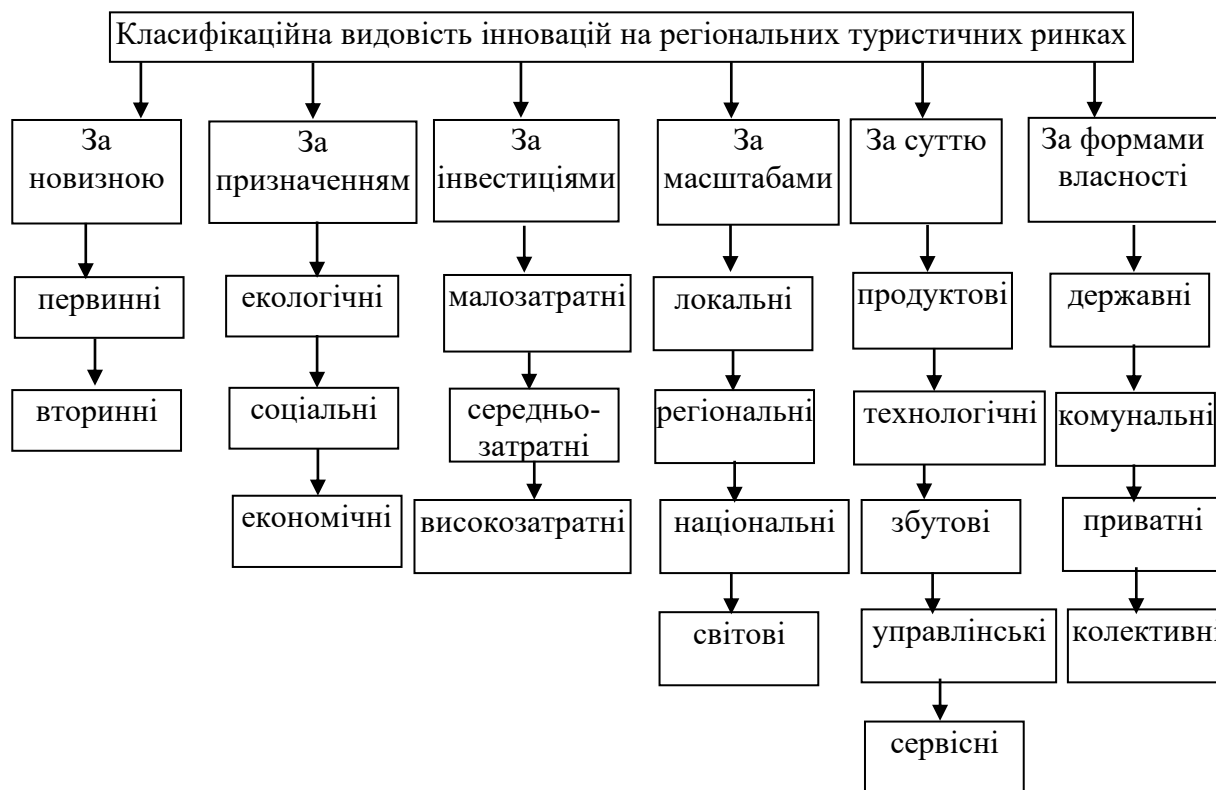 Класифікаційна видовість інновацій на регіональних туристичних ринках
За
новизною
За
призначенням
За
інвестиціями
За
масштабами
За суттю
За формами
власності
первинні
екологічні
малозатратні
локальні
продуктові
державні
вторинні
соціальні
середньо-
затратні
регіональні
технологічні
комунальні
економічні
високозатратні
національні
збутові
приватні
світові
управлінські
колективні
сервісні